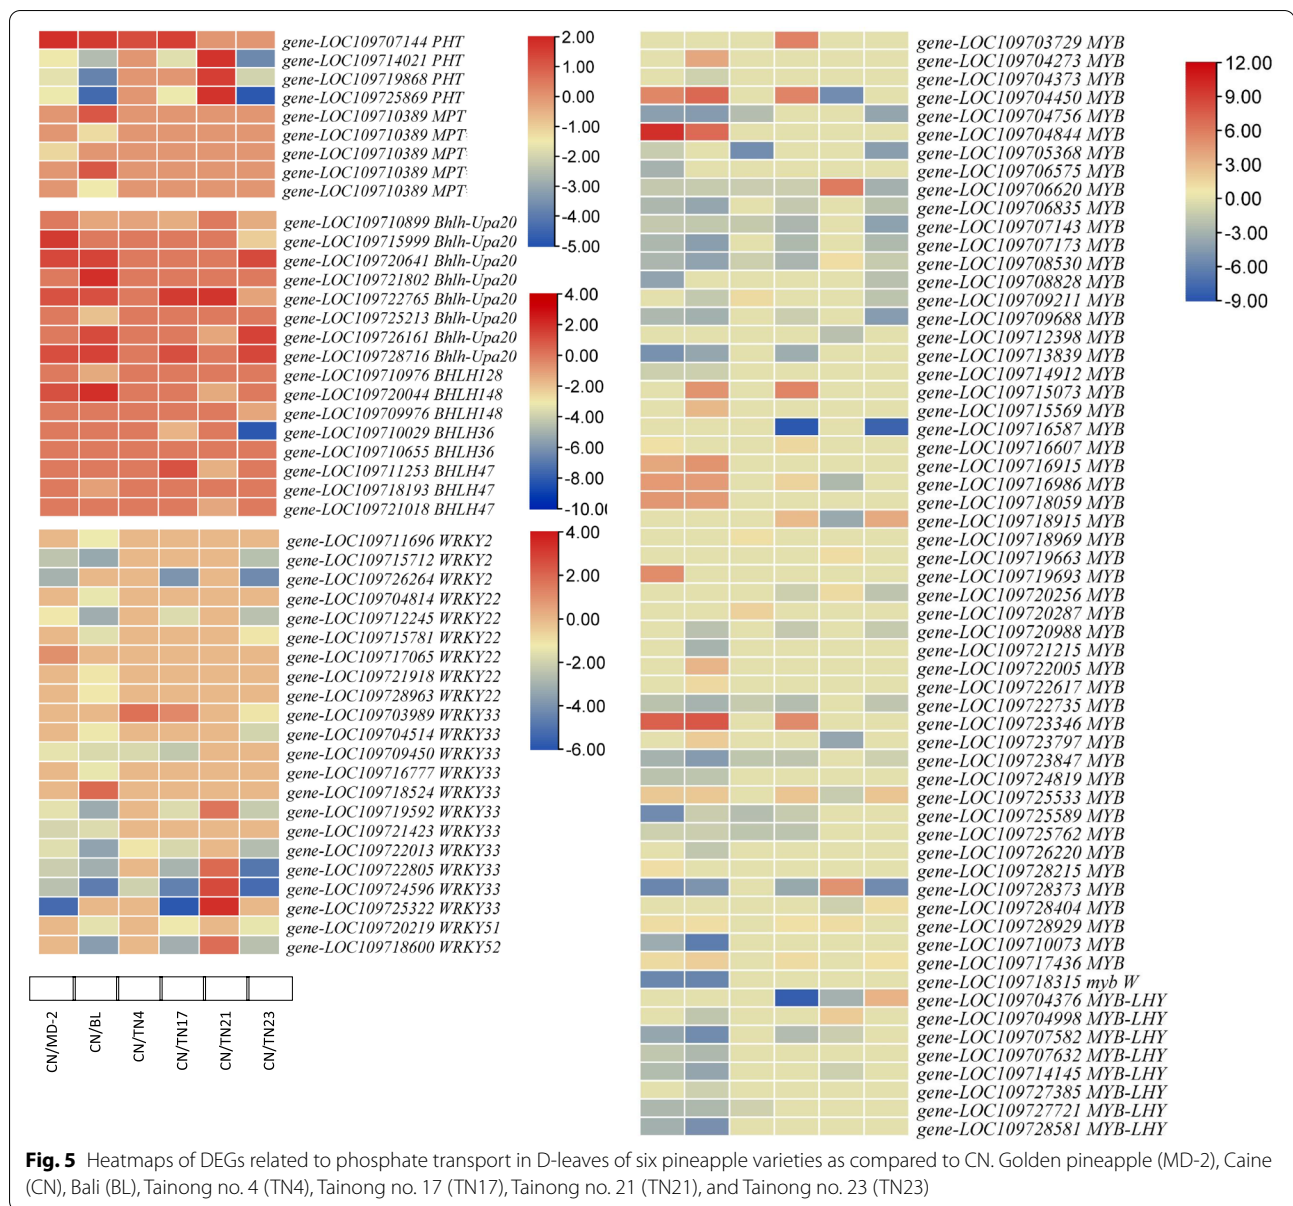 gene-LOC109707144 PHT
gene-LOC109714021 PHT
gene-LOC109719868 PHT
gene-LOC109725869 PHT
gene-LOC109710389 MPT
gene-LOC109710389 MPT
gene-LOC109710389 MPT
gene-LOC109710389 MPT
gene-LOC109710389 MPT
2.00
1.00
0.00
-1.00
-2.00
-3.00
-4.00
-5.00
gene-LOC109710899 Bhlh-Upa20
gene-LOC109715999 Bhlh-Upa20
gene-LOC109720641 Bhlh-Upa20
gene-LOC109721802 Bhlh-Upa20
gene-LOC109722765 Bhlh-Upa20
gene-LOC109725213 Bhlh-Upa20
gene-LOC109726161 Bhlh-Upa20
gene-LOC109728716 Bhlh-Upa20
gene-LOC109710976 BHLH128
gene-LOC109720044 BHLH148
gene-LOC109709976 BHLH148
gene-LOC109710029 BHLH36
gene-LOC109710655 BHLH36
gene-LOC109711253 BHLH47
gene-LOC109718193 BHLH47
gene-LOC109721018 BHLH47
4.00
2.00
0.00
-2.00
-4.00
-6.00
-8.00
-10.00
gene-LOC109711696 WRKY2
gene-LOC109715712 WRKY2
gene-LOC109726264 WRKY2
gene-LOC109704814 WRKY22
gene-LOC109712245 WRKY22
gene-LOC109715781 WRKY22
gene-LOC109717065 WRKY22
gene-LOC109721918 WRKY22
gene-LOC109728963 WRKY22
gene-LOC109703989 WRKY33
gene-LOC109704514 WRKY33
gene-LOC109709450 WRKY33
gene-LOC109716777 WRKY33
gene-LOC109718524 WRKY33
gene-LOC109719592 WRKY33
gene-LOC109721423 WRKY33
gene-LOC109722013 WRKY33
gene-LOC109722805 WRKY33
gene-LOC109724596 WRKY33
gene-LOC109725322 WRKY33
gene-LOC109720219 WRKY51
gene-LOC109718600 WRKY52
4.00
2.00
0.00
-2.00
-4.00
-6.00
CN/MD-2
CN/BL
CN/TN4
CN/TN17
CN/TN21
CN/TN23
gene-LOC109703729 MYB
gene-LOC109704273 MYB
gene-LOC109704373 MYB
gene-LOC109704450 MYB
gene-LOC109704756 MYB
gene-LOC109704844 MYB
gene-LOC109705368 MYB
gene-LOC109706575 MYB
gene-LOC109706620 MYB
gene-LOC109706835 MYB
gene-LOC109707143 MYB
gene-LOC109707173 MYB
gene-LOC109708530 MYB
gene-LOC109708828 MYB
gene-LOC109709211 MYB
gene-LOC109709688 MYB
gene-LOC109712398 MYB
gene-LOC109713839 MYB
gene-LOC109714912 MYB
gene-LOC109715073 MYB
gene-LOC109715569 MYB
gene-LOC109716587 MYB
gene-LOC109716607 MYB
gene-LOC109716915 MYB
gene-LOC109716986 MYB
gene-LOC109718059 MYB
gene-LOC109718915 MYB
gene-LOC109718969 MYB
gene-LOC109719663 MYB
gene-LOC109719693 MYB
gene-LOC109720256 MYB
gene-LOC109720287 MYB
gene-LOC109720988 MYB
gene-LOC109721215 MYB
gene-LOC109722005 MYB
gene-LOC109722617 MYB
gene-LOC109722735 MYB
gene-LOC109723346 MYB
gene-LOC109723797 MYB
gene-LOC109723847 MYB
gene-LOC109724819 MYB
gene-LOC109725533 MYB
gene-LOC109725589 MYB
gene-LOC109725762 MYB
gene-LOC109726220 MYB
gene-LOC109728215 MYB
gene-LOC109728373 MYB
gene-LOC109728404 MYB
gene-LOC109728929 MYB
gene-LOC109710073 MYB
gene-LOC109717436 MYB
gene-LOC109718315 myb W
gene-LOC109704376 MYB-LHY
gene-LOC109704998 MYB-LHY
gene-LOC109707582 MYB-LHY
gene-LOC109707632 MYB-LHY
gene-LOC109714145 MYB-LHY
gene-LOC109727385 MYB-LHY
gene-LOC109727721 MYB-LHY
gene-LOC109728581 MYB-LHY
12.00
9.00
6.00
3.00
0.00
-3.00
-6.00
-9.00
Fig. 5 Heatmaps of DEGs related to phosphate transport in D-leaves of six pineapple varieties as compared to CN. Golden pineapple (MD-2), Caine
(CN), Bali (BL), Tainong no. 4 (TN4), Tainong no. 17 (TN17), Tainong no. 21 (TN21), and Tainong no. 23 (TN23)